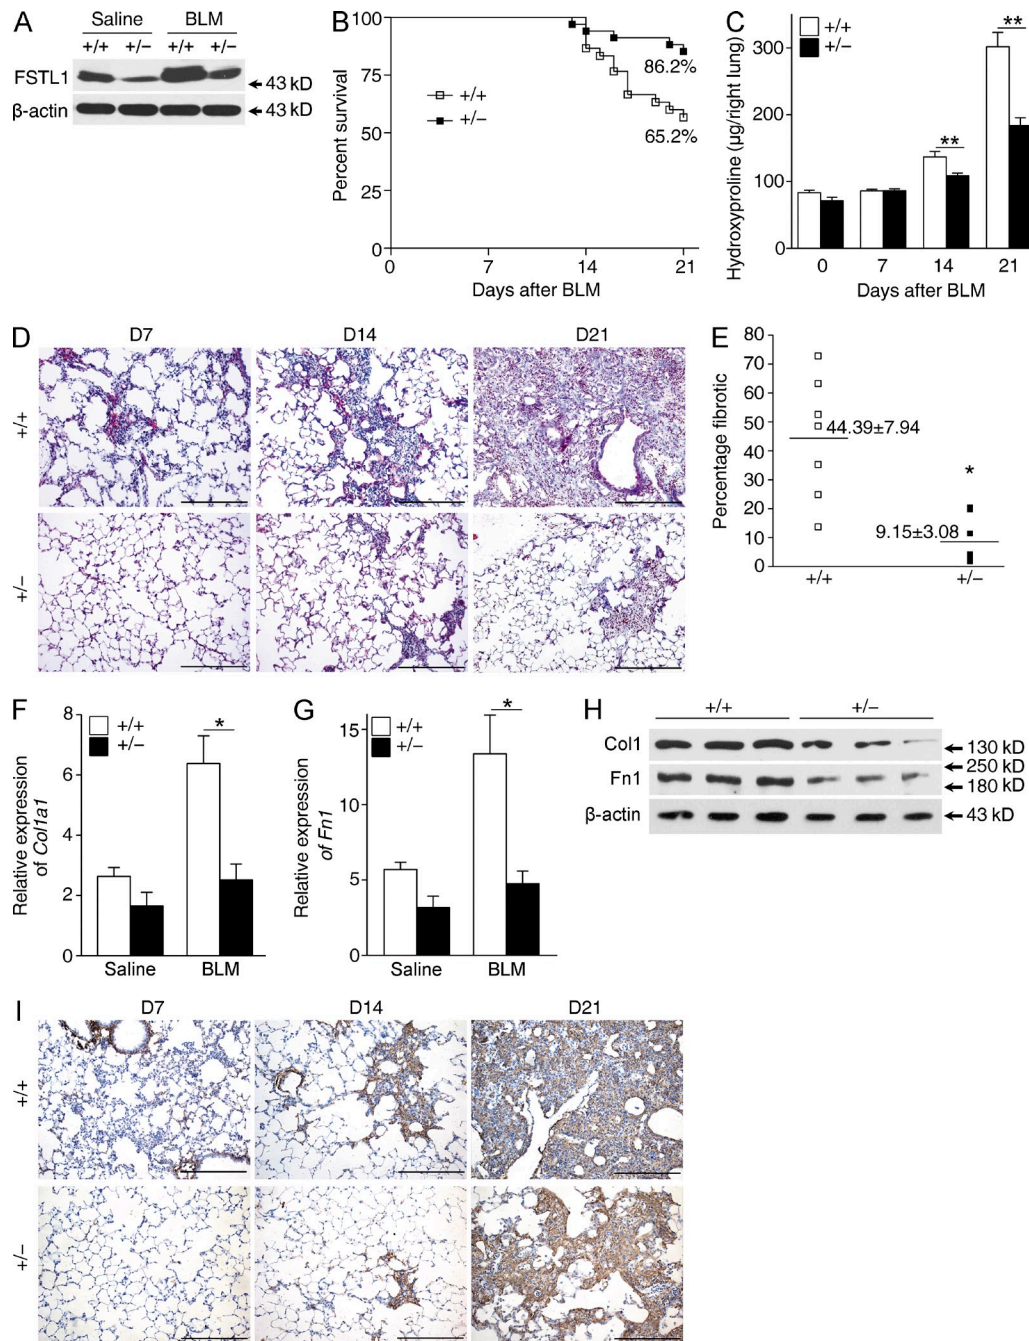 A
Saline BLM
+/+ +/− +/+ +/−
FSTL1
43 kD
β-actin
43 kD
B
100
75
50
25
0
Percent survival
+/+
+/−
86.2%
65.2%
0 7 14 21
Days after BLM
C
+/+
+/−
**
**
300
200
100
0
Hydroxyproline (μg/right lung)
0 7 14 21
Days after BLM
D
D7 D14 D21
+/+
+/−
E
80
70
60
50
40
30
20
10
0
Percentage fibrotic
44.39±7.94
*
9.15±3.08
+/+ +/−
F
8
6
4
2
0
Relative expression
of Col1a1
+/+
+/−
*
Saline BLM
G
15
10
5
0
Relative expression
of Fn1
+/+
+/−
*
Saline BLM
H
+/+ +/−
Col1
130 kD
250 kD
Fn1
180 kD
β-actin
43 kD
I
D7 D14 D21
+/+
+/−